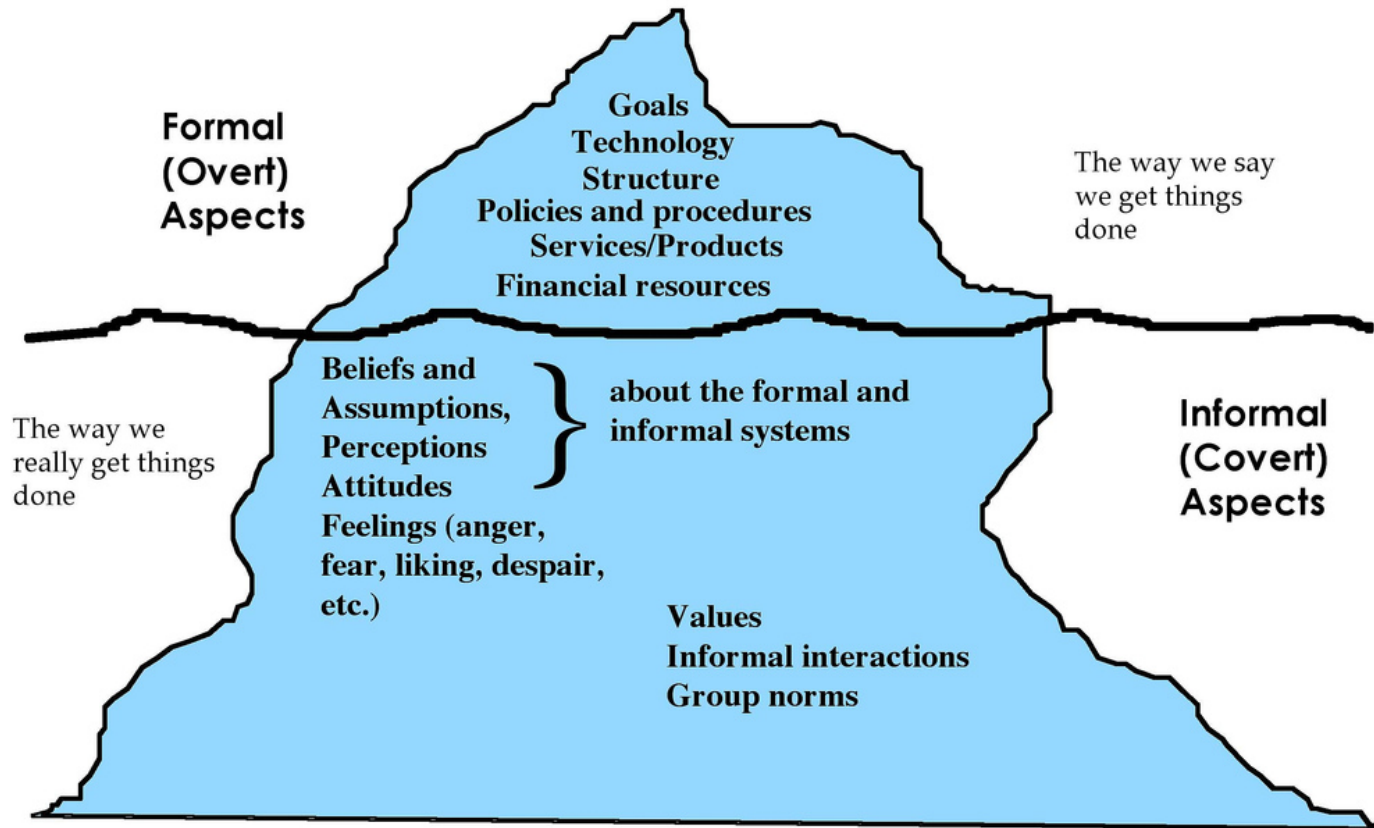 Formal
(Overt)
Aspects
Goals
Technology
Structure
Policies and procedures
Services/Products
Financial resources
The way we say
we get things
done
The way we
really get things
done
Beliefs and
Assumptions,
Perceptions
Attitudes
about the formal and
informal systems
Feelings (anger,
fear, liking, despair,
etc.)
Values
Informal interactions
Group norms
Informal
(Covert)
Aspects